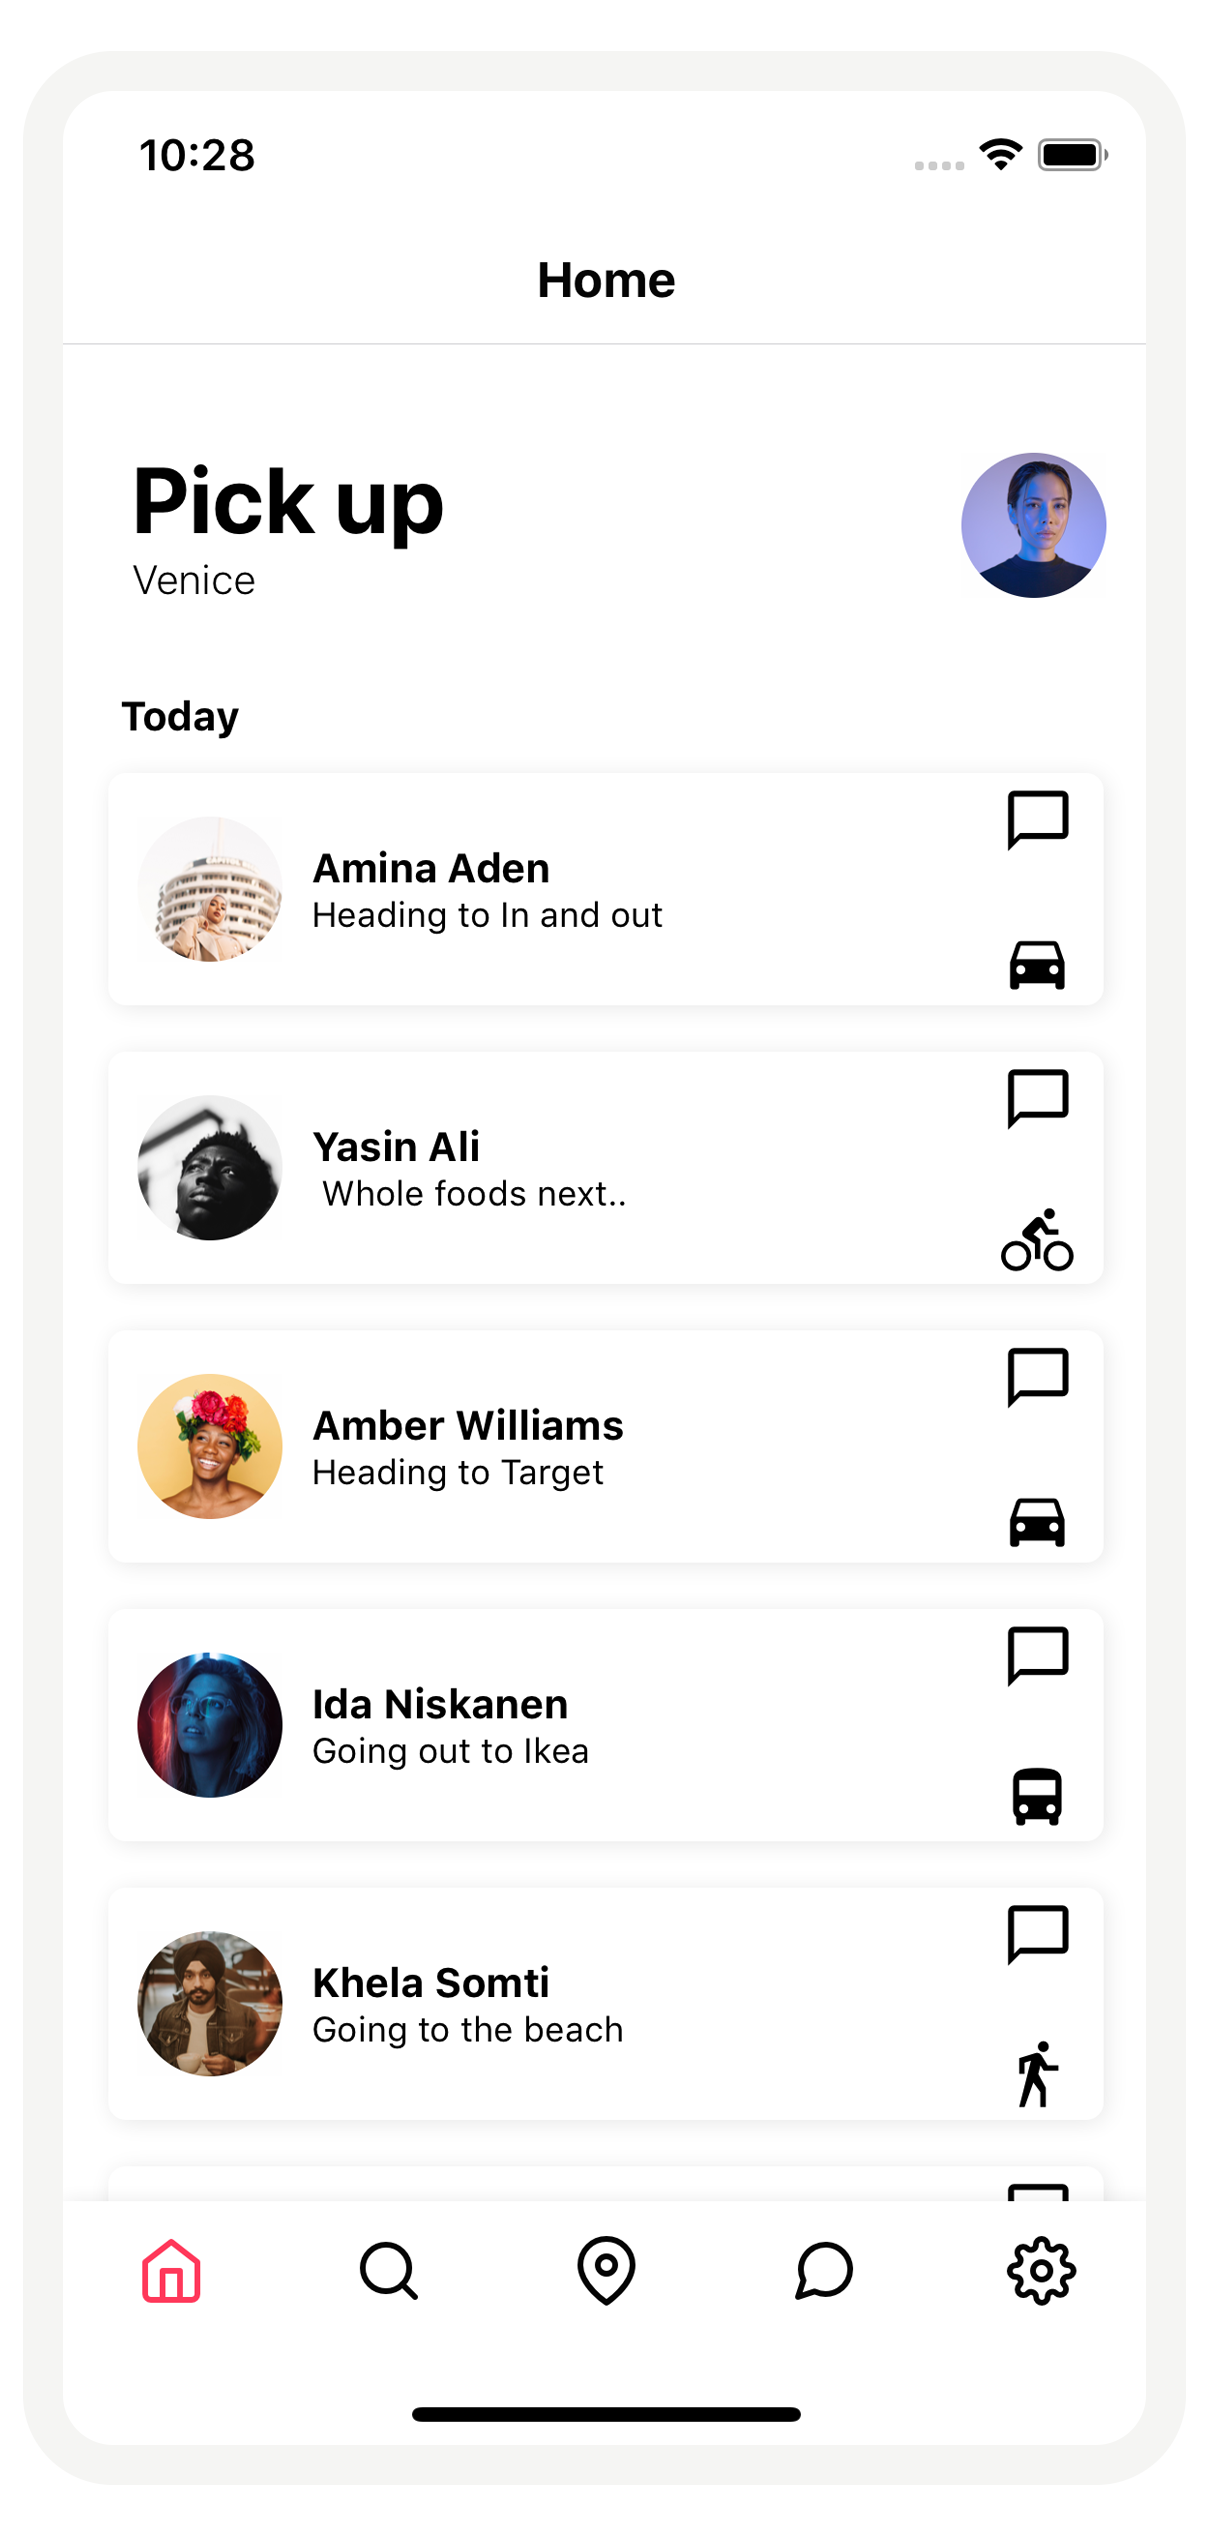 10:28
Home
Pick up
Venice
Today
Amina Aden
Heading to In and out
Yasin Ali
Whole foods next..
Amber Williams
Heading to Target
Ida Niskanen
Going out to Ikea
Khela Somti
Going to the beach